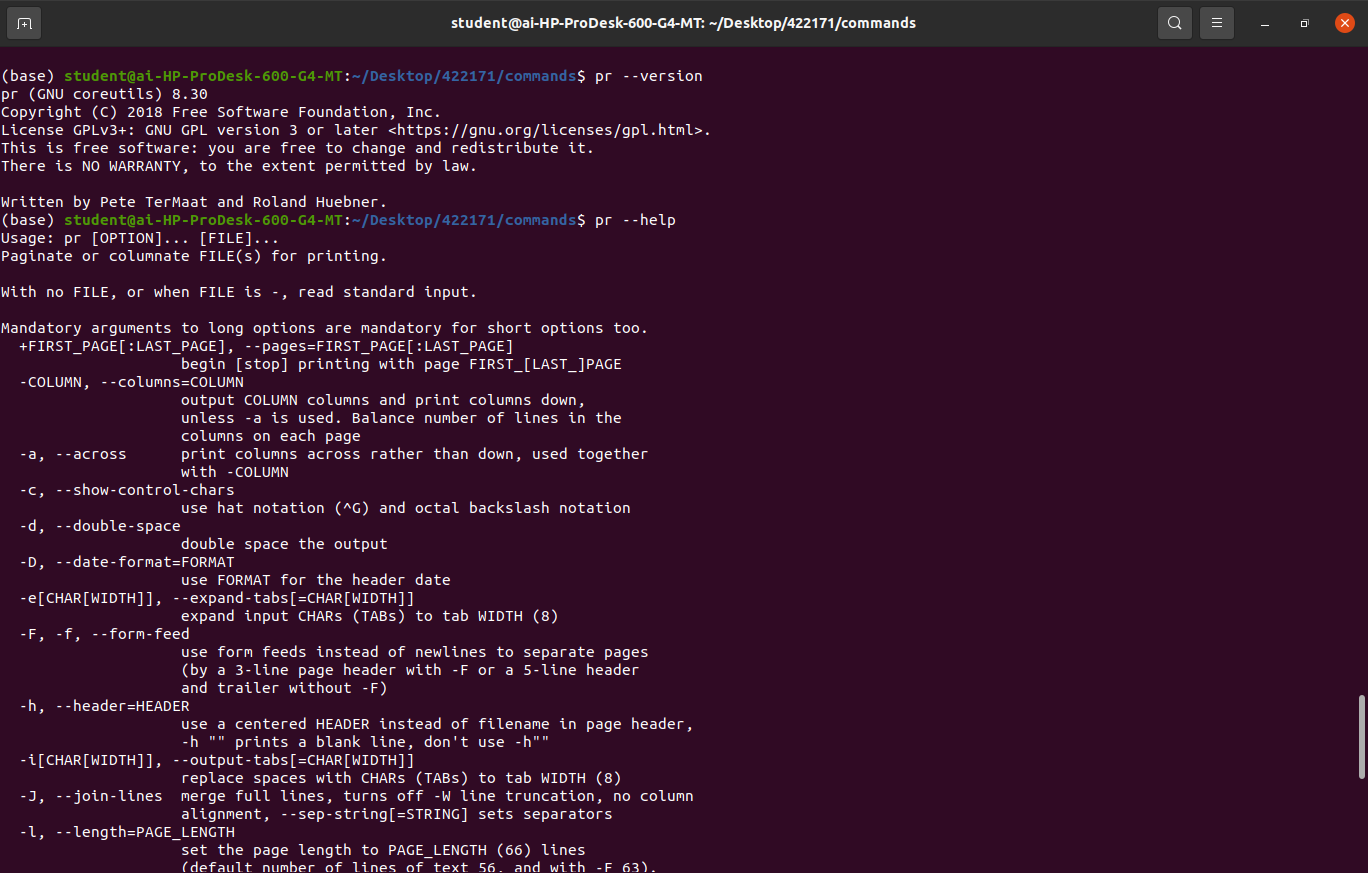 student@ai-HP-ProDesk-600-G4-MT: ~/Desktop/422171/commands
(base) student@ai-HP-ProDesk-600-G4-MT:~/Desktop/422171/commands$ pr --version
pr (GNU coreutils) 8.30
Copyright (C) 2018 Free Software Foundation, Inc.
License GPLv3+: GNU GPL version 3 or later <https://gnu.org/licenses/gpl.html>.
This is free software: you are free to change and redistribute it.
There is NO WARRANTY, to the extent permitted by law.
Written by Pete TerMaat and Roland Huebner.
(base) student@ai-HP-ProDesk-600-G4-MT:~/Desktop/422171/commands$ pr --help
Usage: pr [OPTION]... [FILE]...
Paginate or columnate FILE(s) for printing.
With no FILE, or when FILE is -, read standard input.
Mandatory arguments to long options are mandatory for short options too.
  +FIRST_PAGE[:LAST_PAGE], --pages=FIRST_PAGE[:LAST_PAGE]
                    begin [stop] printing with page FIRST_[LAST_]PAGE
  -COLUMN, --columns=COLUMN
                    output COLUMN columns and print columns down,
                    unless -a is used. Balance number of lines in the
                    columns on each page
  -a, --across      print columns across rather than down, used together
                    with -COLUMN
  -c, --show-control-chars
                    use hat notation (^G) and octal backslash notation
  -d, --double-space
                    double space the output
  -D, --date-format=FORMAT
                    use FORMAT for the header date
  -e[CHAR[WIDTH]], --expand-tabs[=CHAR[WIDTH]]
                    expand input CHARs (TABs) to tab WIDTH (8)
  -F, -f, --form-feed
                    use form feeds instead of newlines to separate pages
                    (by a 3-line page header with -F or a 5-line header
                    and trailer without -F)
  -h, --header=HEADER
                    use a centered HEADER instead of filename in page header,
                    -h "" prints a blank line, don't use -h""
  -i[CHAR[WIDTH]], --output-tabs[=CHAR[WIDTH]]
                    replace spaces with CHARs (TABs) to tab WIDTH (8)
  -J, --join-lines  merge full lines, turns off -W line truncation, no column
                    alignment, --sep-string[=STRING] sets separators
  -l, --length=PAGE_LENGTH
                    set the page length to PAGE_LENGTH (66) lines
                    (default number of lines of text 56, and with -F 63).